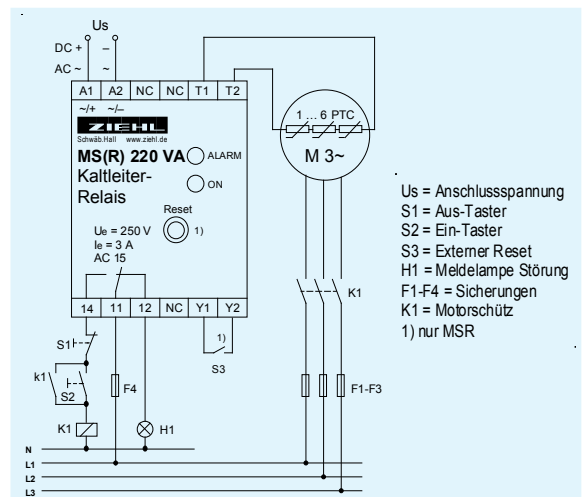 Us
DC + –
AC ~ ~
A1 A2 NC NC T1 T2
~/+ ~/–
ZIEHL
Schwäb.Hall www.ziehl.de
MS(R) 220 VA ALARM
Kaltleiter-
Relais
ON
Reset
1)
Ue = 250 V
Ie = 3 A
AC 15
14 11 12 NC Y1 Y2
1 ... 6 PTC
M 3~
K1
S1
1)
S3
k1
S2
F4
F1-F3
K1
H1
N
L1
L2
L3
Us = Anschlussspannung
S1 = Aus-Taster
S2 = Ein-Taster
S3 = Externer Reset
H1 = Meldelampe Störung
F1-F4 = Sicherungen
K1 = Motorschütz
1) nur MSR